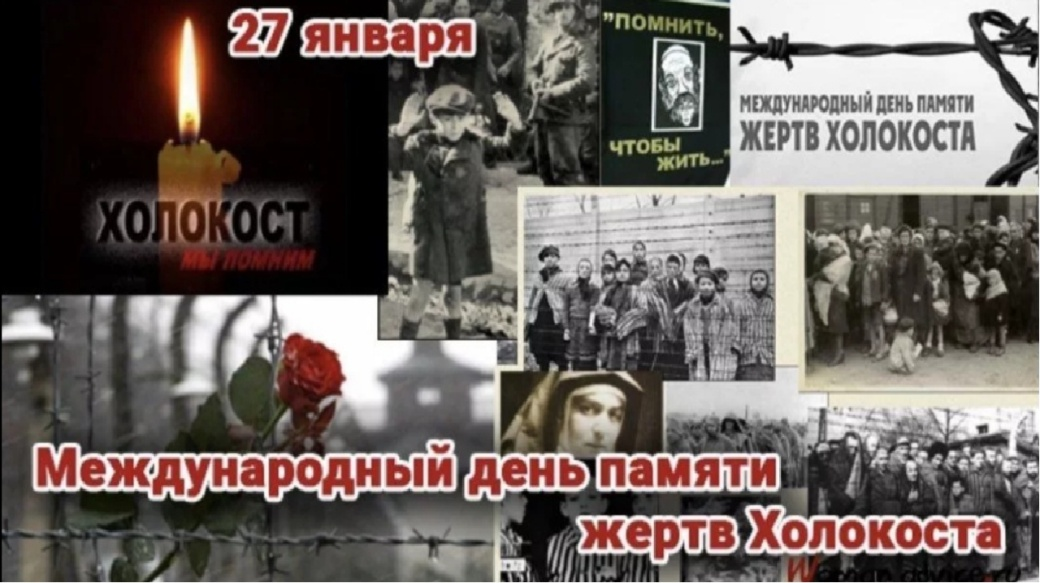 27 января
"ПОМНИТЬ,
ЧТОБЫ
ЖИТЬ..."
МЕЖДУНАРОДНЫЙ ДЕНЬ ПАМЯТИ
ЖЕРТВ ХОЛОКОСТА
ХОЛОКОСТ
МЫ ПОМНИМ
Международный день памяти
жертв Холокоста